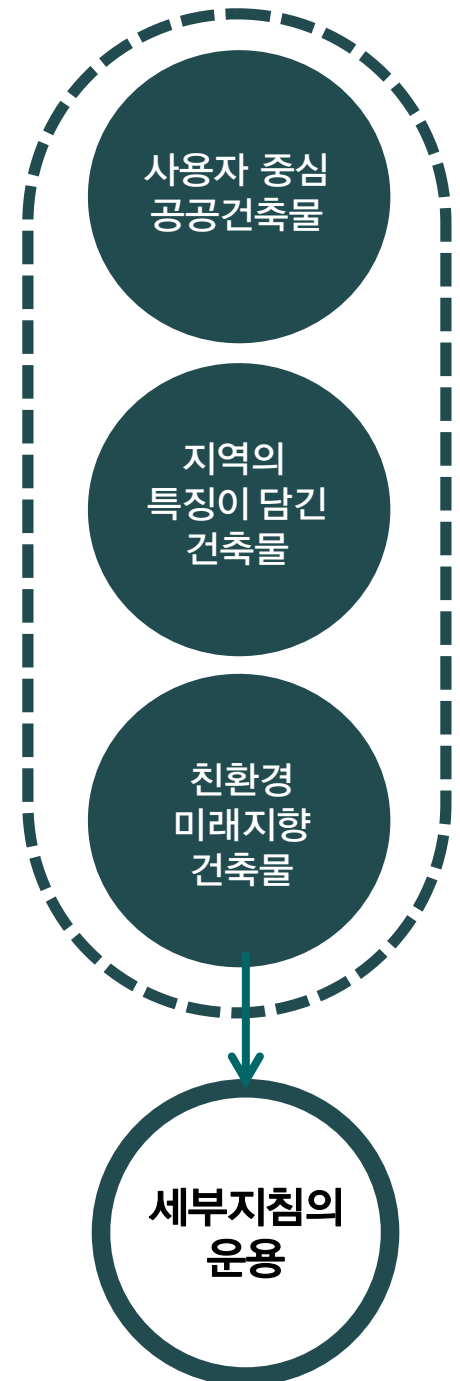 사용자 중심
공공건축물
지역의
특징이 담긴
건축물
친환경
미래지향
건축물
세부지침의
운용